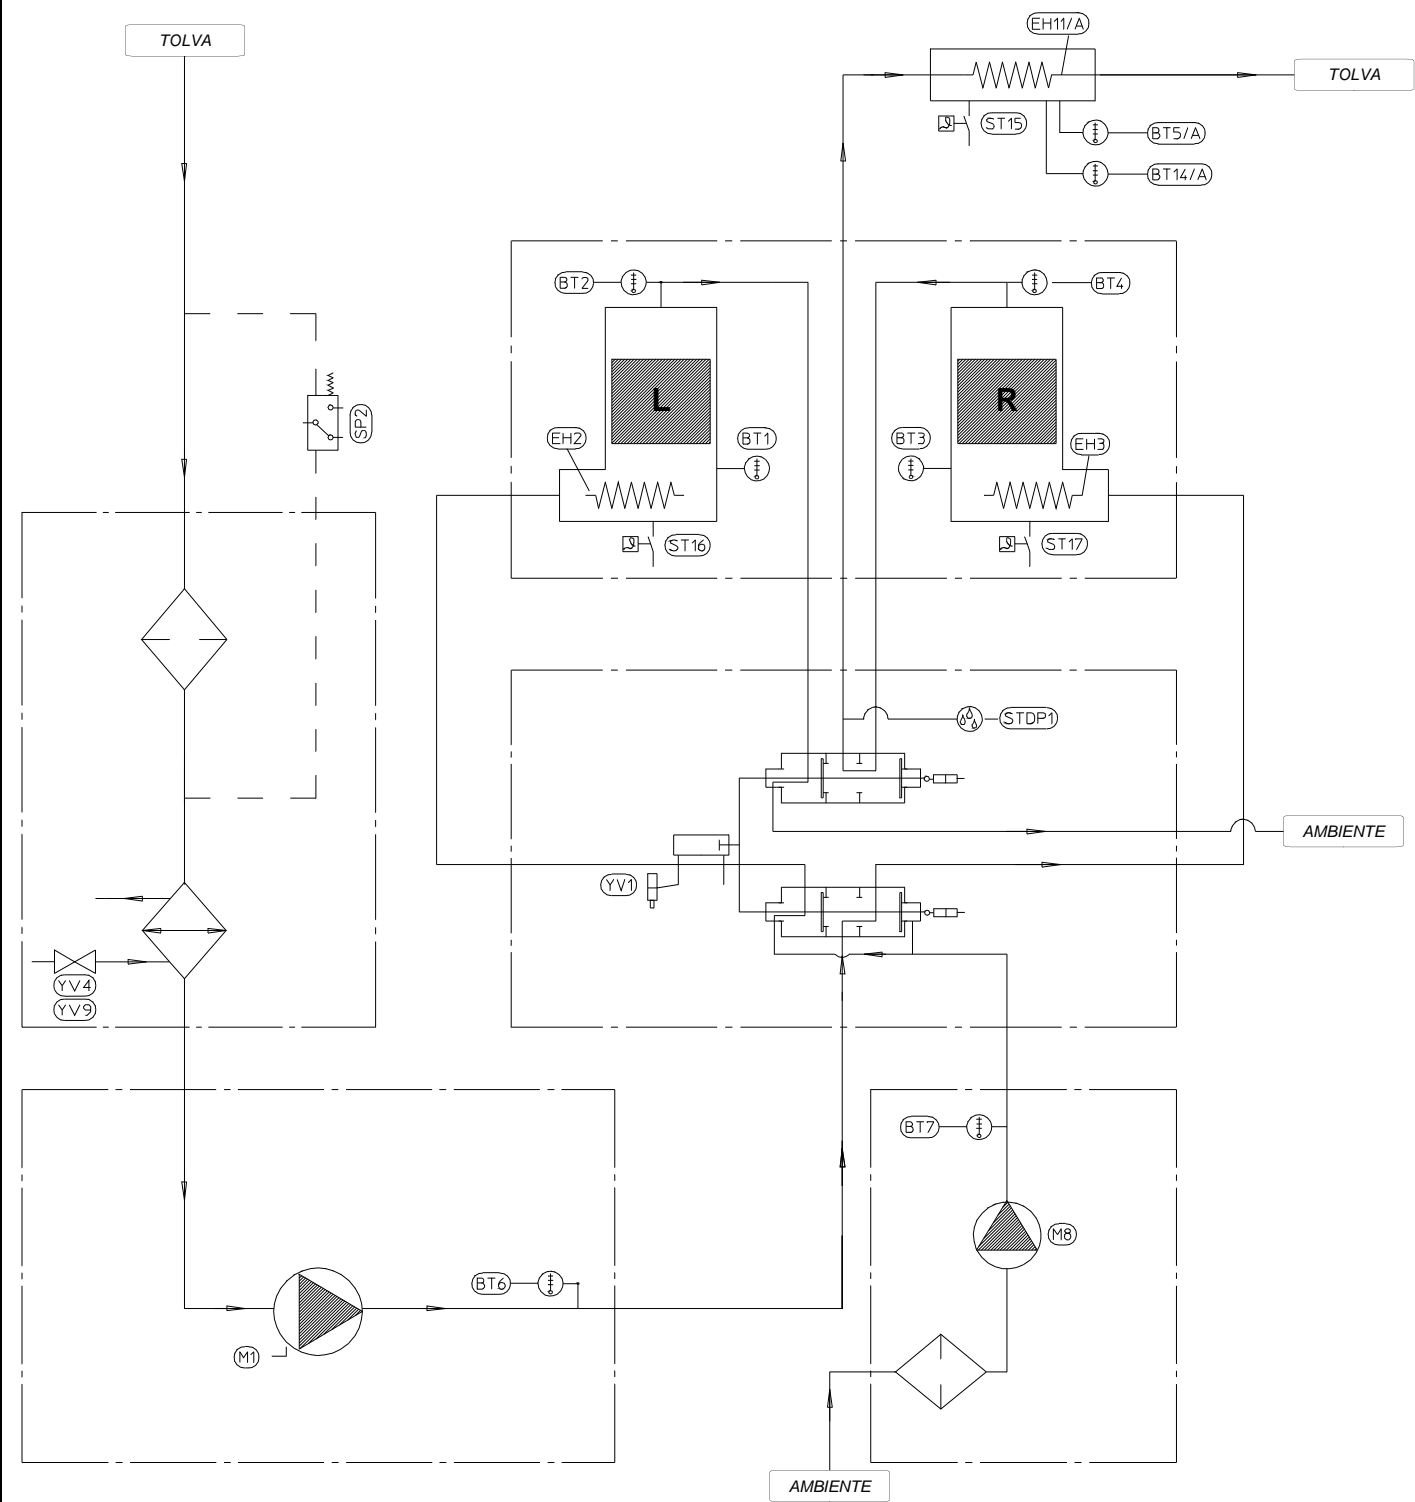 TOLVA
EH11/A
TOLVA
ST15
BT5/A
BT14/A
BT2
BT4
L
R
SP2
EH2
BT1
BT3
EH3
ST16
ST17
STDP1
AMBIENTE
YV1
YV4
YV9
BT7
M8
BT6
M1
AMBIENTE